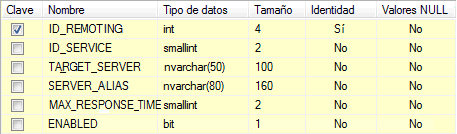 Clave Nombre Tipo de datos Tamaño Identidad Valores NULL
ID_REMOTING int 4 Sí No
ID_SERVICE smallint 2 No No
TARGET_SERVER nvarchar(50) 100 No No
SERVER_ALIAS nvarchar(80) 160 No No
MAX_RESPONSE_TIME smallint 2 No No
ENABLED bit 1 No No